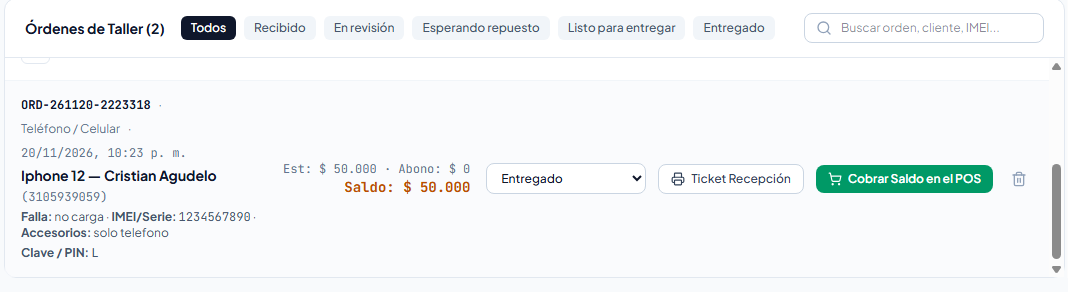 Órdenes de Taller (2)
Todos
Recibido
En revisión
Esperando repuesto
Listo para entregar
Entregado
Buscar orden, cliente, IMEI...
ORD-261120-2223318 ·
Teléfono / Celular ·
20/11/2026, 10:23 p. m.
Iphone 12 — Cristian Agudelo
(3105939059)
Falla: no carga · IMEI/Serie: 1234567890 ·
Accesorios: solo telefono
Clave / PIN: L
Est: $ 50.000 · Abono: $ 0
Saldo: $ 50.000
Entregado
Ticket Recepción
Cobrar Saldo en el POS